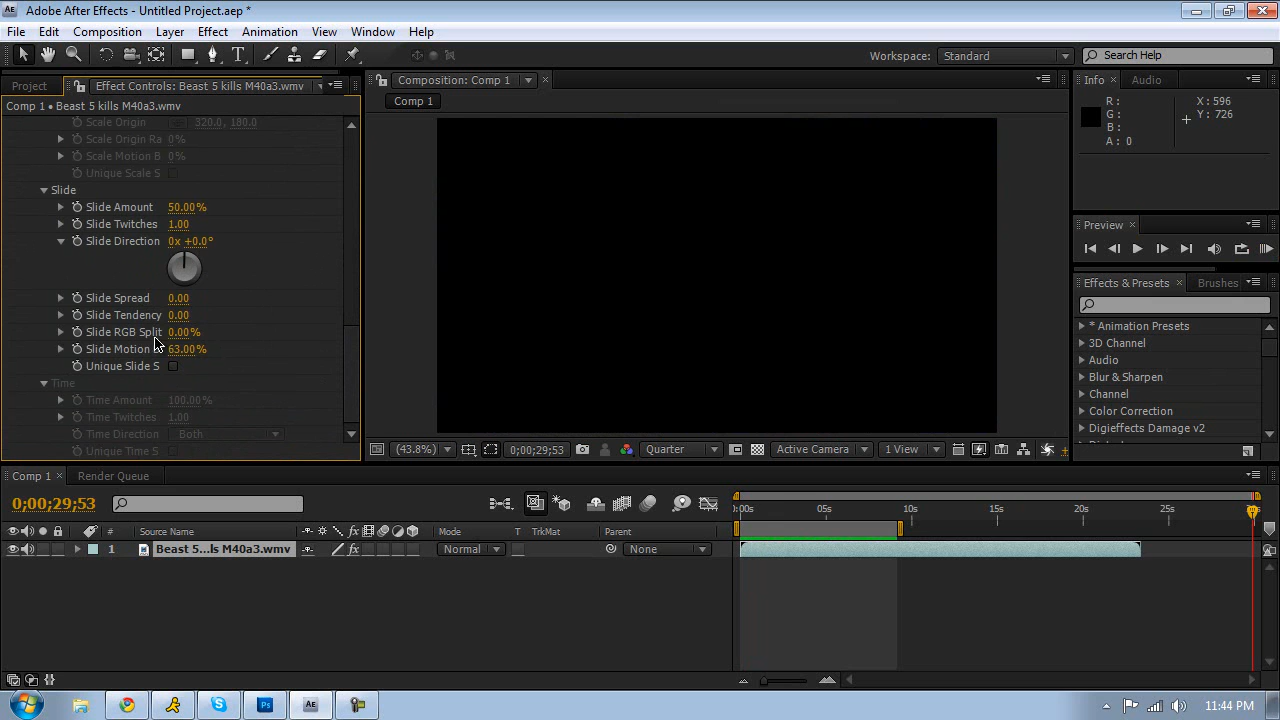 Adobe After Effects - Untitled Project.aep *
File Edit Composition Layer Effect Animation View Window Help
Workspace: Standard Search Help
Project Effect Controls: Beast 5 kills M40a3.wmv Composition: Comp 1 Info Audio
Comp 1 • Beast 5 kills M40a3.wmv Comp 1
R: X: 596
G: Y: 726
B:
A: 0
Scale Origin 320.0, 180.0
Scale Origin Ra 0%
Scale Motion B 0%
Unique Scale S
Slide
Slide Amount 50.00%
Slide Twitches 1.00
Slide Direction 0x +0.0°
Slide Spread 0.00
Slide Tendency 0.00
Slide RGB Split 0.00%
Slide Motion 63.00%
Unique Slide S
Time
Time Amount 100.00%
Time Twitches 1.00
Time Direction Both
Unique Time S
Preview
Effects & Presets Brushes
* Animation Presets
3D Channel
Audio
Blur & Sharpen
Channel
Color Correction
Digieffects Damage v2
(43.8%) 0;00;29;53 Quarter Active Camera 1 View
Comp 1 Render Queue
0;00;29;53
:00s 05s 10s 15s 20s 25s
# Source Name Mode T TrkMat Parent
1 Beast 5...ls M40a3.wmv Normal None
11:44 PM